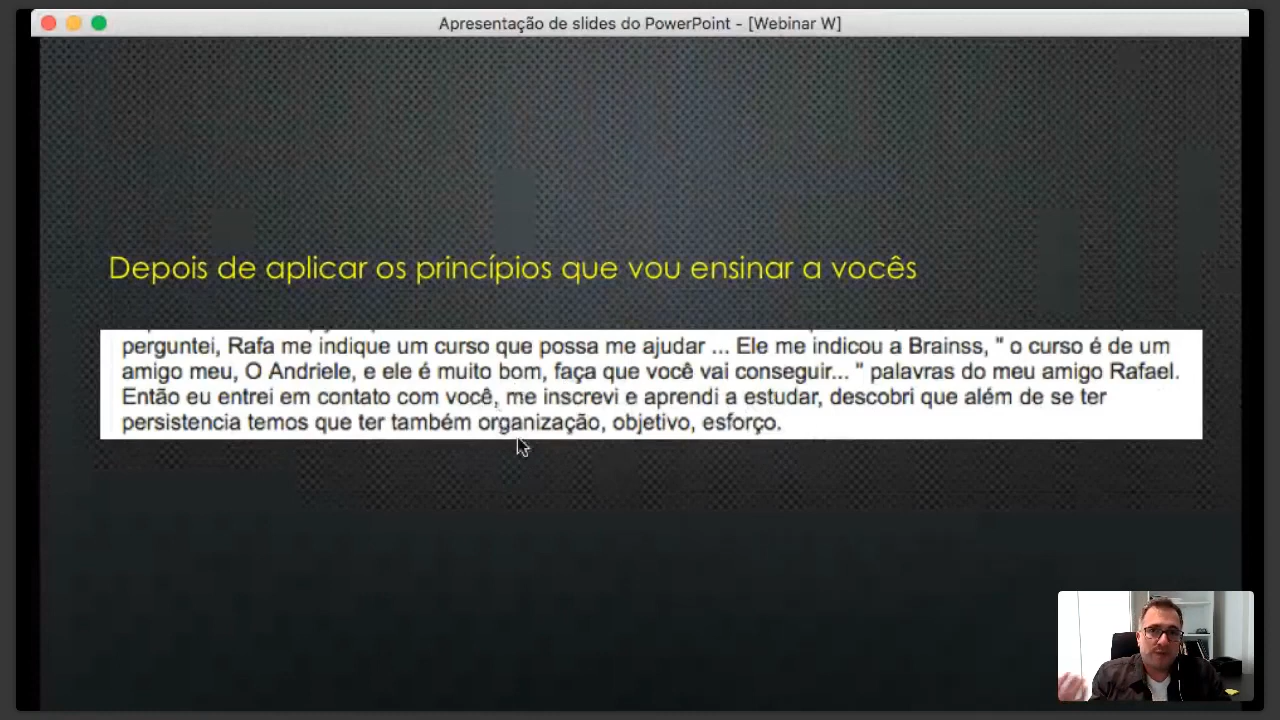 Apresentação de slides do PowerPoint - [Webinar W]
Depois de aplicar os princípios que vou ensinar a vocês
perguntei, Rafa me indique um curso que possa me ajudar ... Ele me indicou a Brainss, " o curso é de um
amigo meu, O Andriele, e ele é muito bom, faça que você vai conseguir... " palavras do meu amigo Rafael.
Então eu entrei em contato com você, me inscrevi e aprendi a estudar, descobri que além de se ter
persistencia temos que ter também organização, objetivo, esforço.